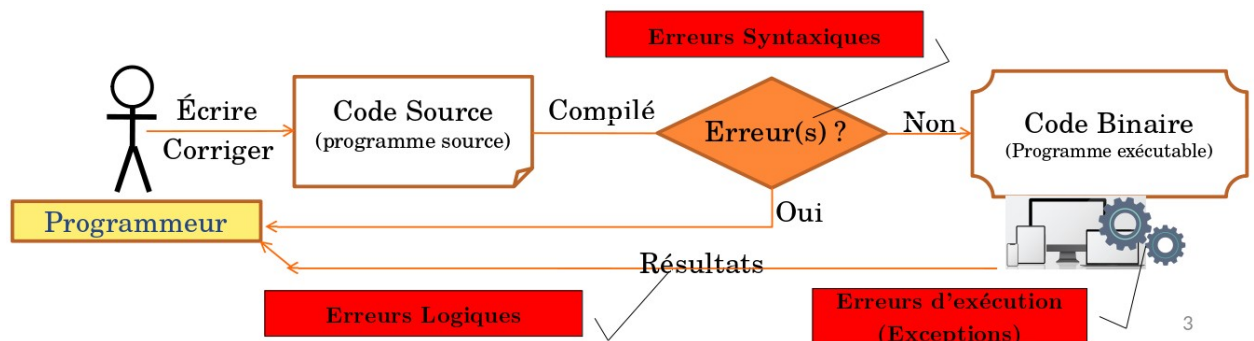 Erreurs Syntaxiques
Écrire
Corriger
Code Source
(programme source)
Compilé
Erreur(s) ?
Non
Code Binaire
(Programme exécutable)
Programmeur
Oui
Résultats
Erreurs Logiques
Erreurs d'exécution
(Exceptions)
3